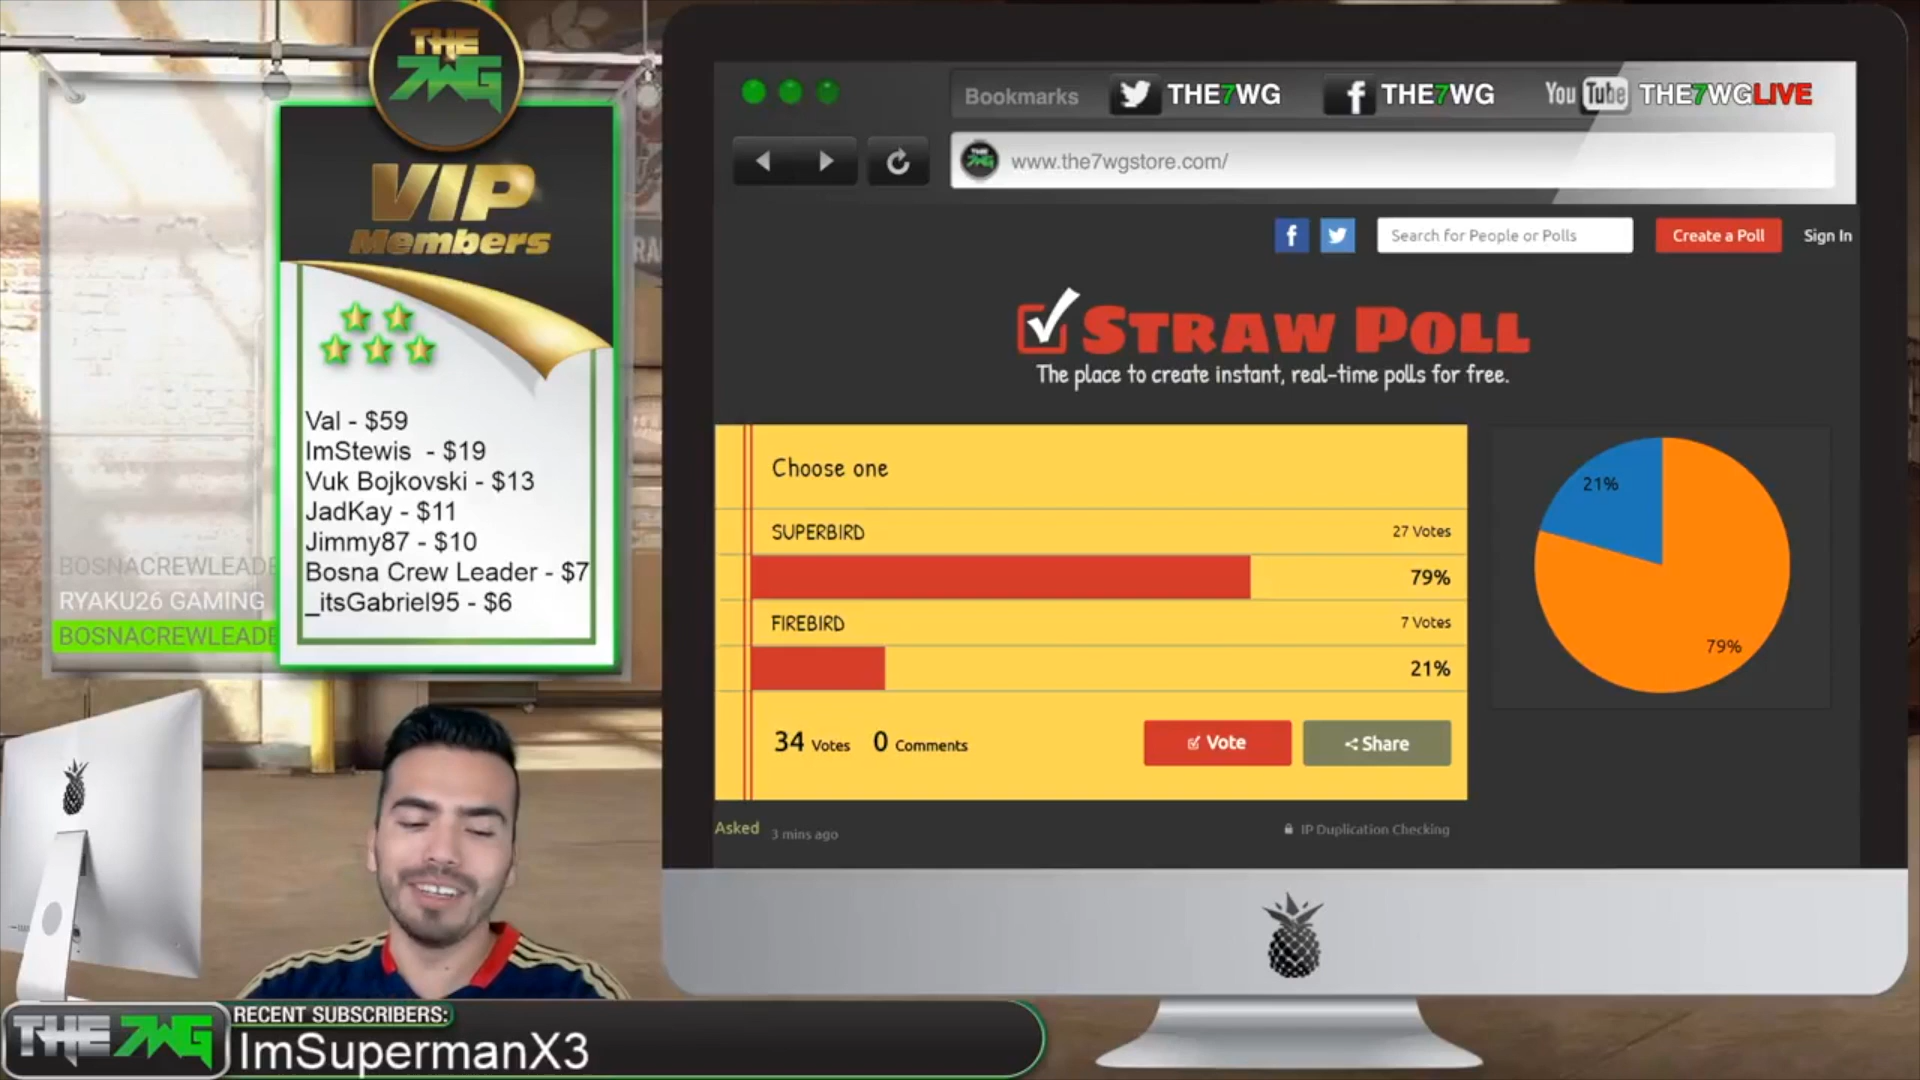 THE
7WG
VIP
Members
Val - $59
ImStewis - $19
Vuk Bojkovski - $13
JadKay - $11
Jimmy87 - $10
Bosna Crew Leader - $7
_itsGabriel95 - $6
BOSNACREWLEADE
RYAKU26 GAMING
BOSNACREWLEADE
Bookmarks THE7WG THE7WG YouTube THE7WGLIVE
www.the7wgstore.com/
Search for People or Polls Create a Poll Sign In
STRAW POLL
The place to create instant, real-time polls for free.
Choose one
SUPERBIRD 27 Votes
79%
FIREBIRD 7 Votes
21%
34 Votes 0 Comments Vote Share
Asked 3 mins ago IP Duplication Checking
21%
79%
THE 7WG
RECENT SUBSCRIBERS:
ImSupermanX3